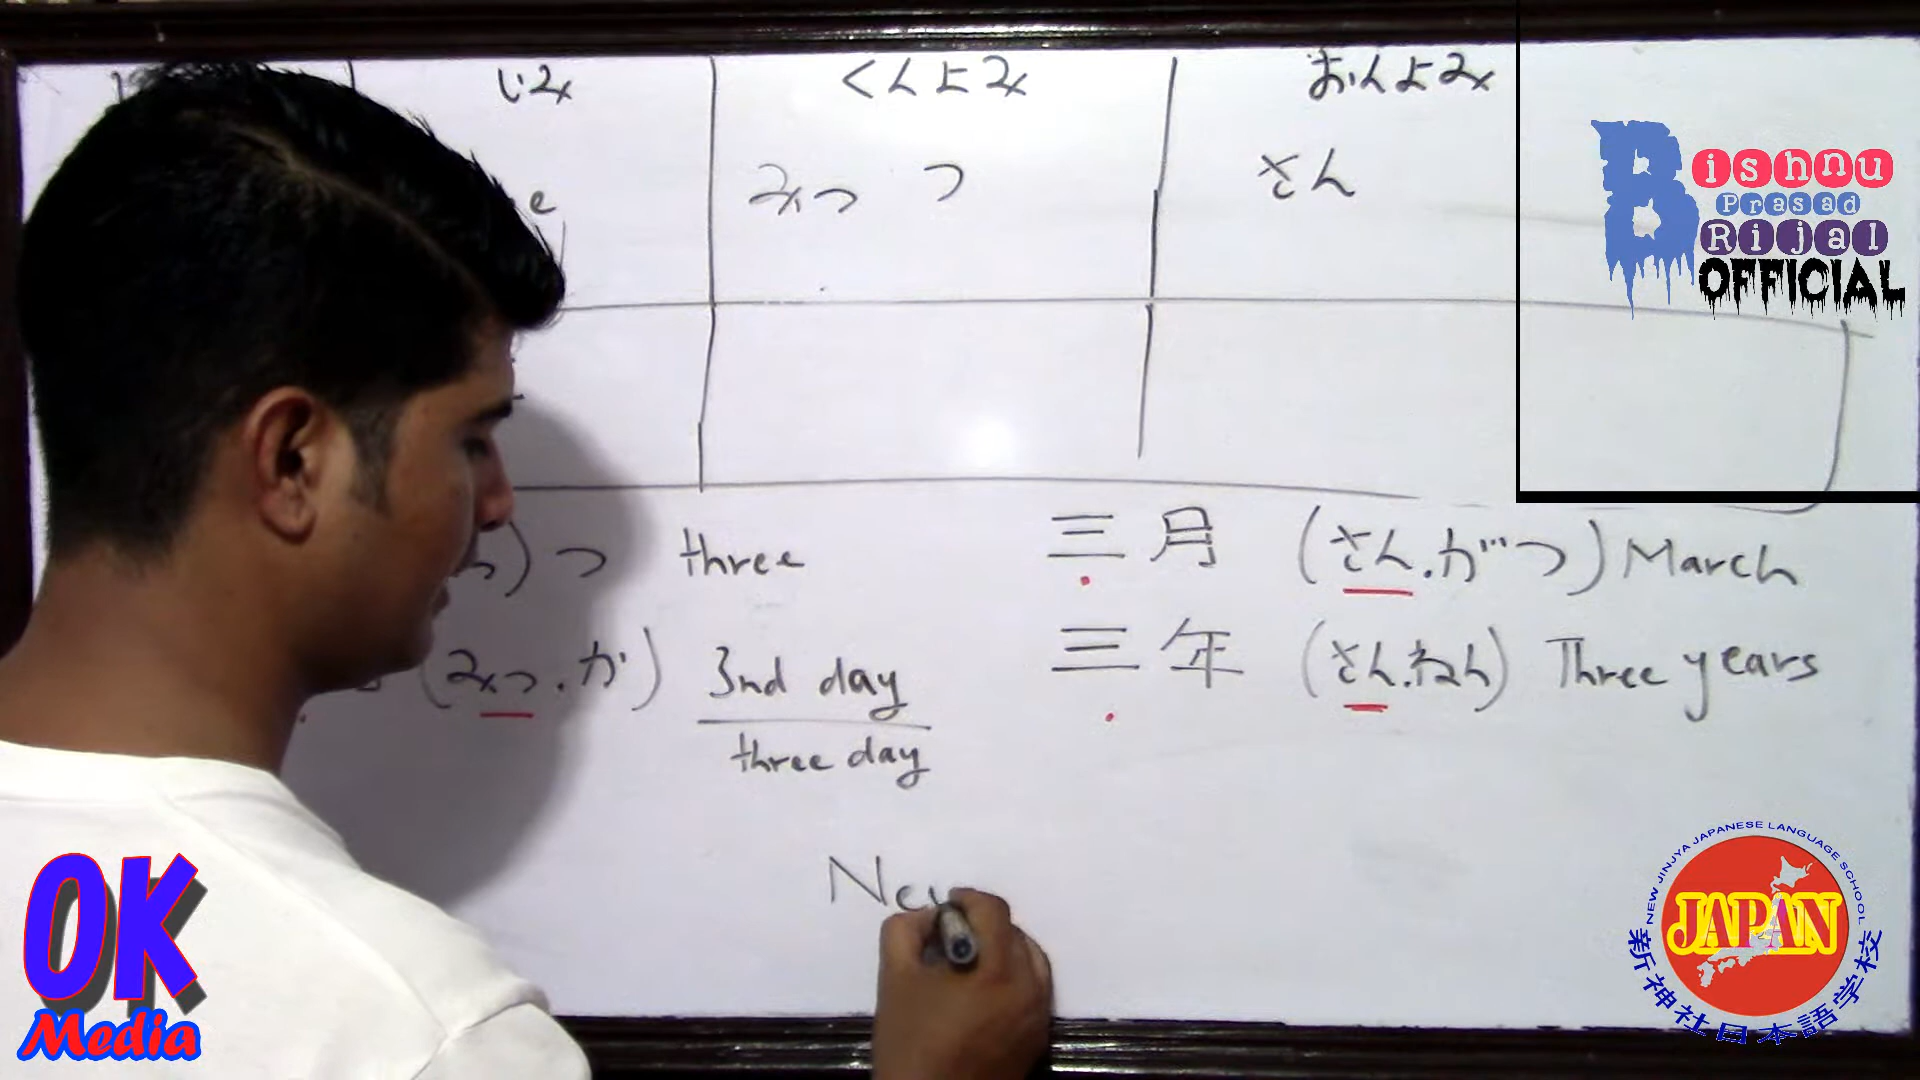 いみ くんよみ おんよみ
みっ つ さん
つ three 三月 (さん.がつ) March
(みっ.か) 3nd day 三年 (さん.ねん) Three years
three day
New
Bishnu
Prasad
Rijal
OFFICIAL
OK
Media
NEW JINJYA JAPANESE LANGUAGE SCHOOL
JAPAN
新神社日本語学校